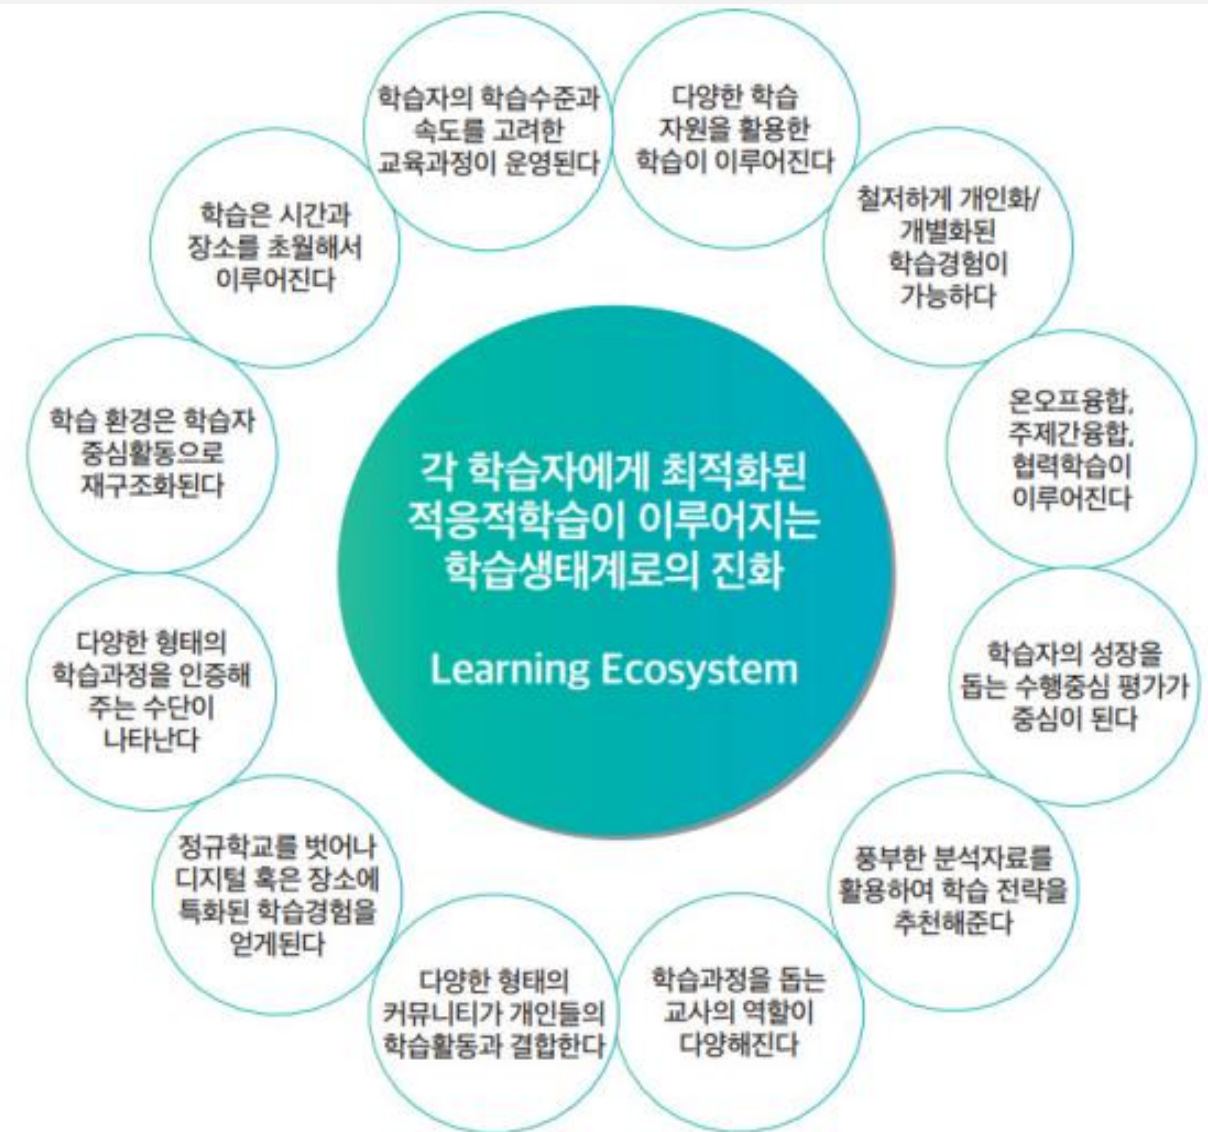 학습자의 학습수준과
속도를 고려한
교육과정이 운영된다
다양한 학습
자원을 활용한
학습이 이루어진다
철저하게 개인화/
개별화된
학습경험이
가능하다
온오프융합,
주제간융합,
협력학습이
이루어진다
학습자의 성장을
돕는 수행중심 평가가
중심이 된다
풍부한 분석자료를
활용하여 학습 전략을
추천해준다
학습과정을 돕는
교사의 역할이
다양해진다
다양한 형태의
커뮤니티가 개인들의
학습활동과 결합한다
정규학교를 벗어나
디지털 혹은 장소에
특화된 학습경험을
얻게된다
다양한 형태의
학습과정을 인증해
주는 수단이
나타난다
학습 환경은 학습자
중심활동으로
재구조화된다
학습은 시간과
장소를 초월해서
이루어진다
각 학습자에게 최적화된
적응적학습이 이루어지는
학습생태계로의 진화
Learning Ecosystem